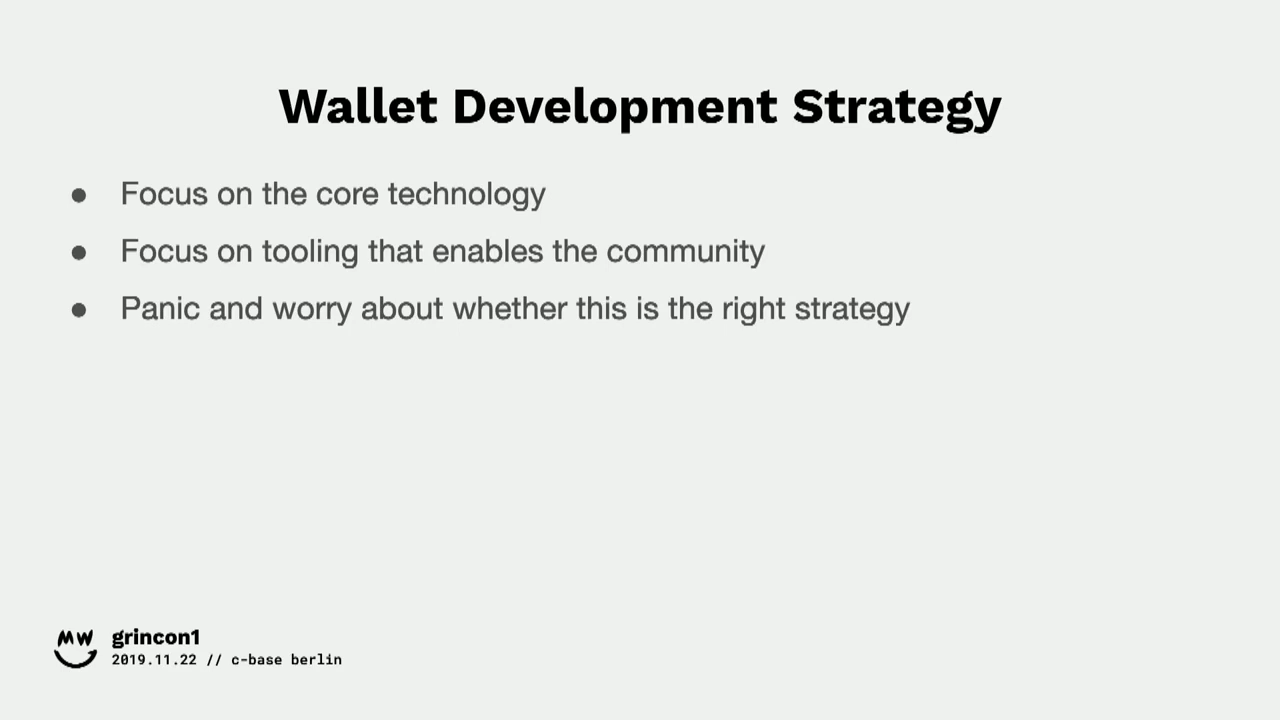 Wallet Development Strategy
● Focus on the core technology
● Focus on tooling that enables the community
● Panic and worry about whether this is the right strategy
MW
grincon1
2019.11.22 // c-base berlin